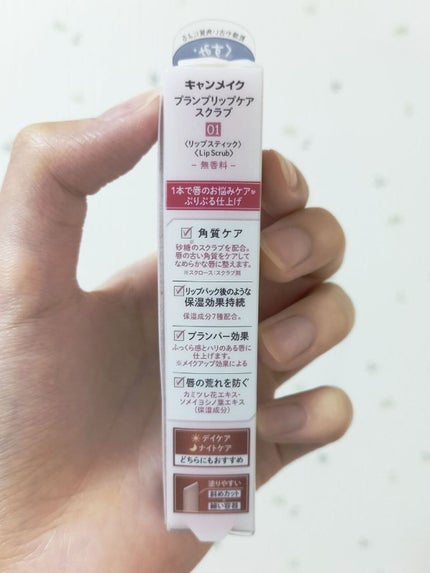 くすみ
キャンメイク
プランプリップケア
スクラブ
01
〈リップスティック〉
〈Lip Scrub〉
- 無香料 -
1本で唇のお悩みケア
ぷりぷる仕上げ
角質ケア
砂糖※のスクラブを配合。
唇の古い角質をケアして
なめらかな唇に整えます。
※スクロース:スクラブ剤
リップパック後のような
保湿効果持続
保湿成分7種配合。
プランパー効果
ふっくら感とハリのある唇に
仕上げます。
※メイクアップ効果による
唇の荒れを防ぐ
カミツレ花エキス・
ソメイヨシノ葉エキス
(保湿成分)
デイケア
ナイトケア
どちらにもおすすめ
塗りやすい
斜めカット
細い容器